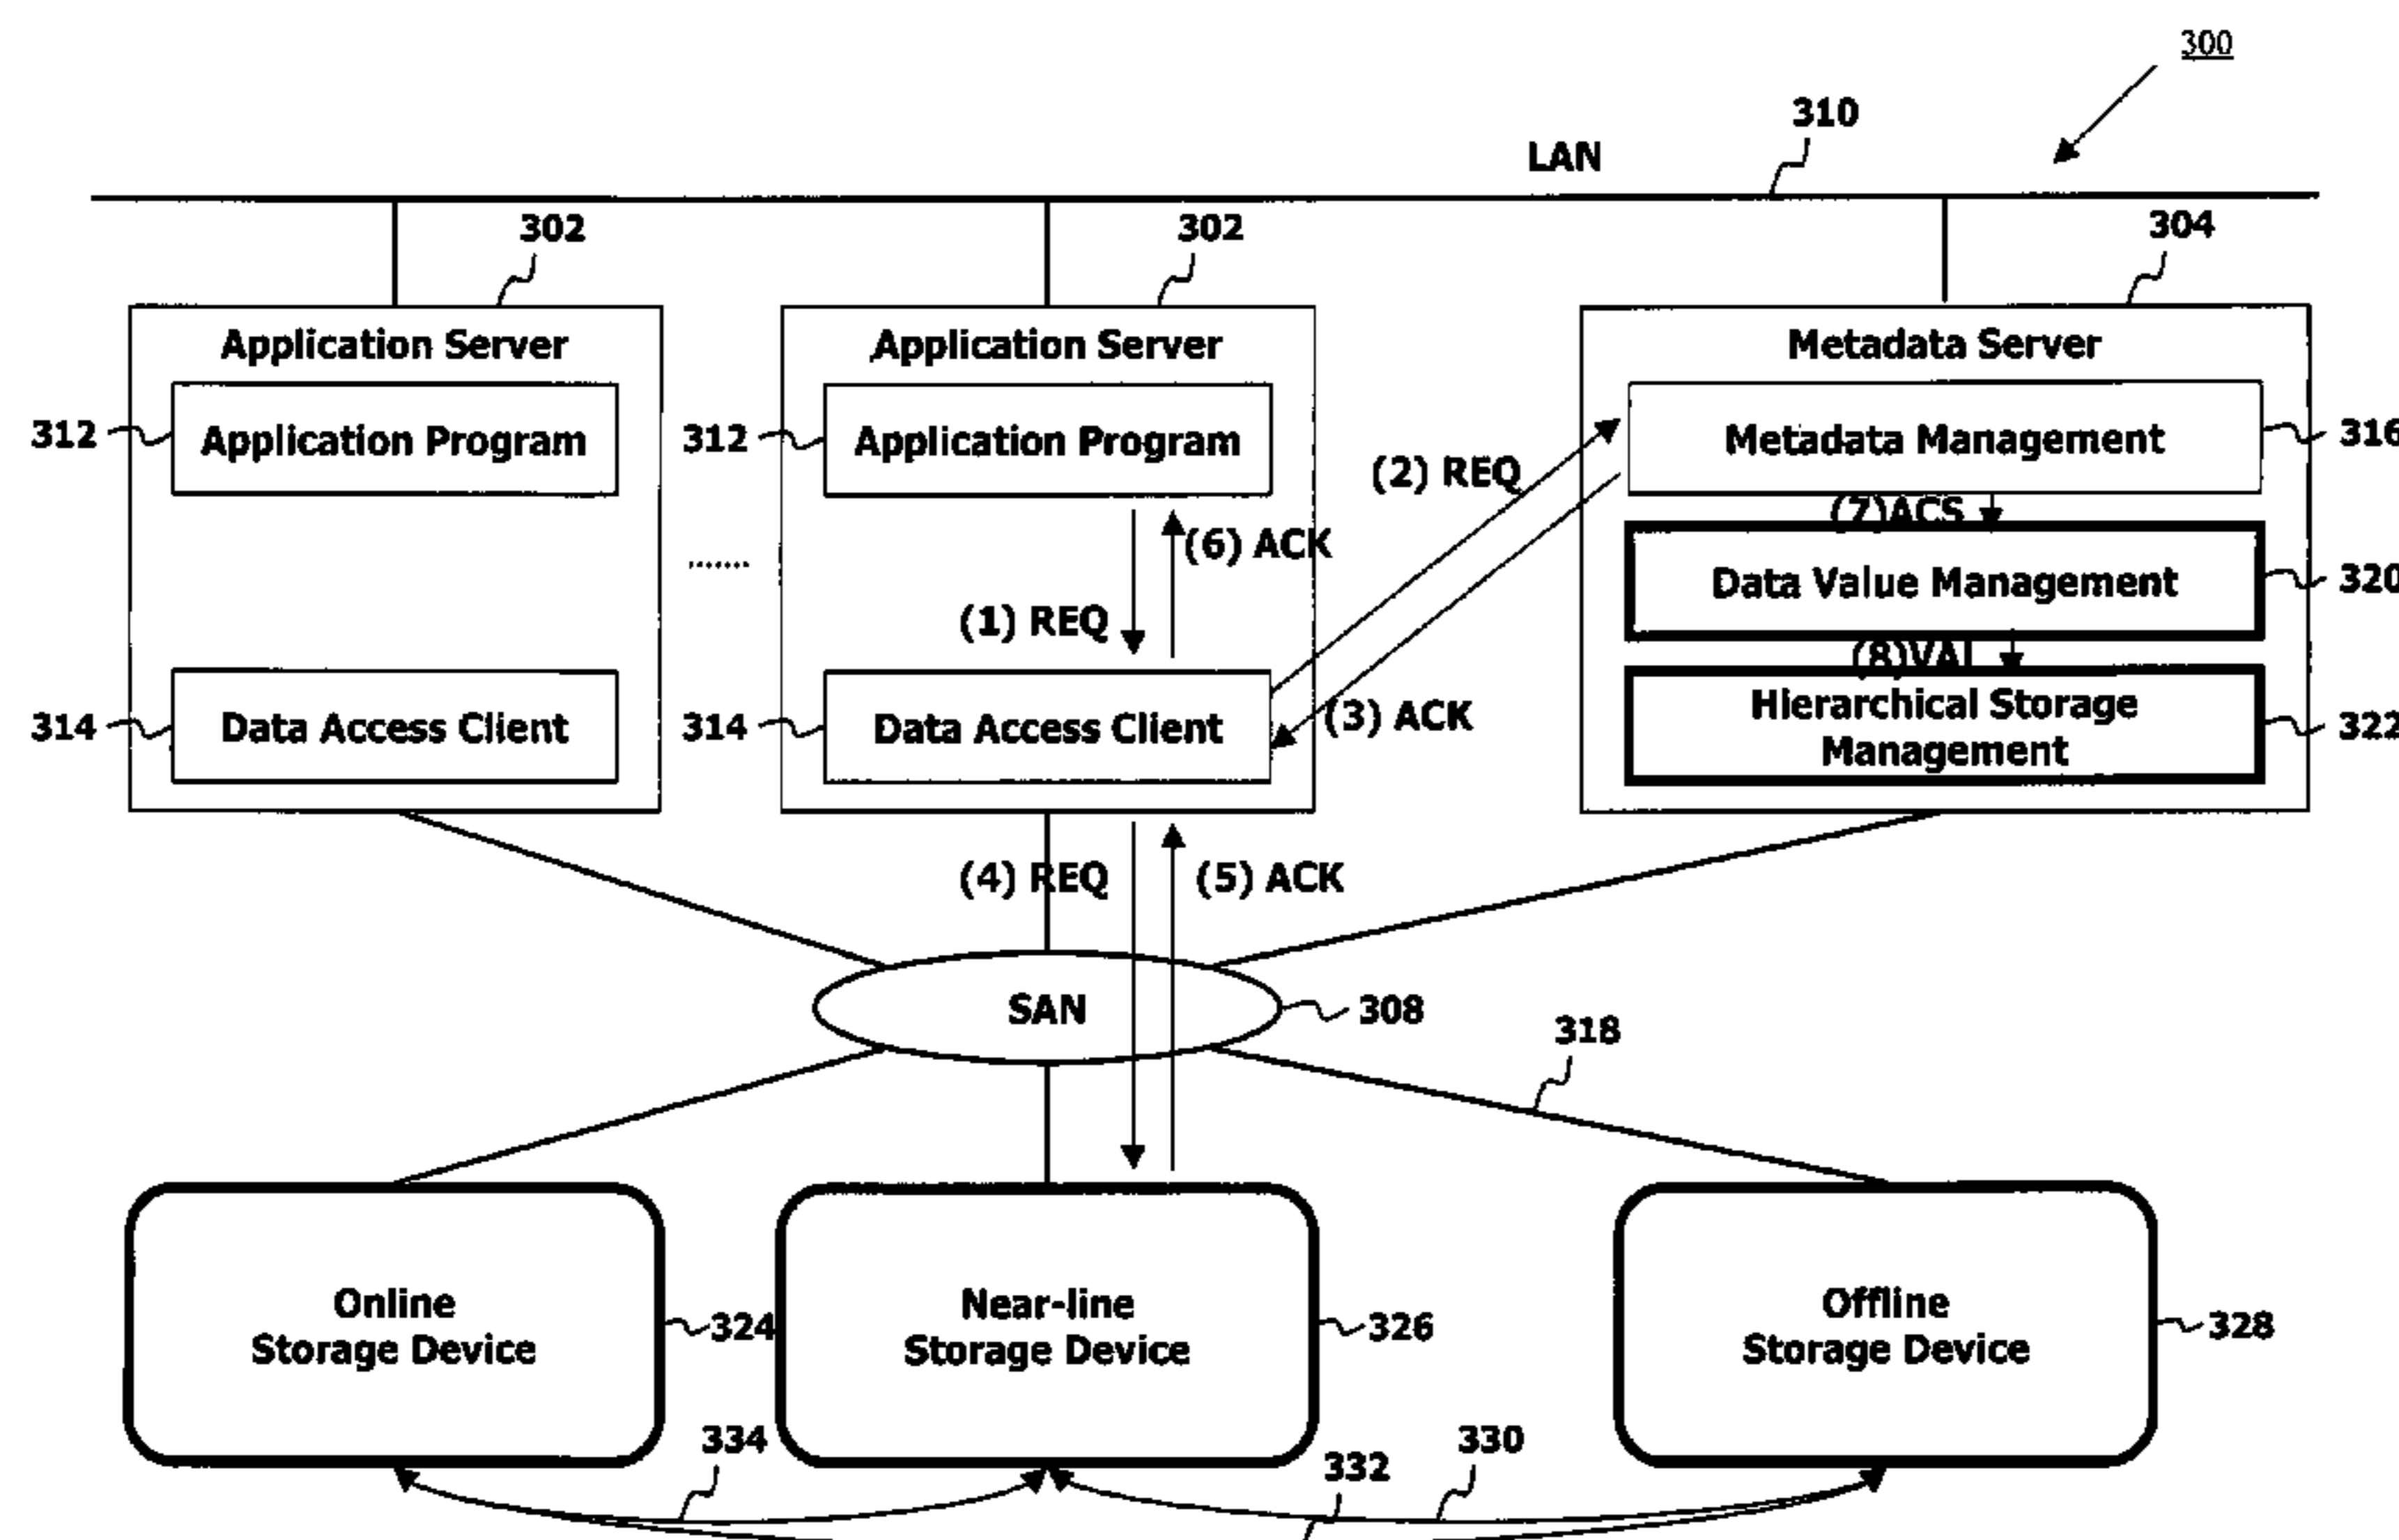 300
310
LAN
302
302
304
Application Server
Application Server
Metadata Server
312
Application Program
312
Application Program
(2) REQ
Metadata Management
316
(7)ACS
(6) ACK
Data Value Management
320
.......
(1) REQ
(8)VAL
314
Data Access Client
314
Data Access Client
(3) ACK
Hierarchical Storage
Management
322
(4) REQ
(5) ACK
SAN
308
318
Online
Storage Device
324
Near-line
Storage Device
326
Offline
Storage Device
328
334
332
330